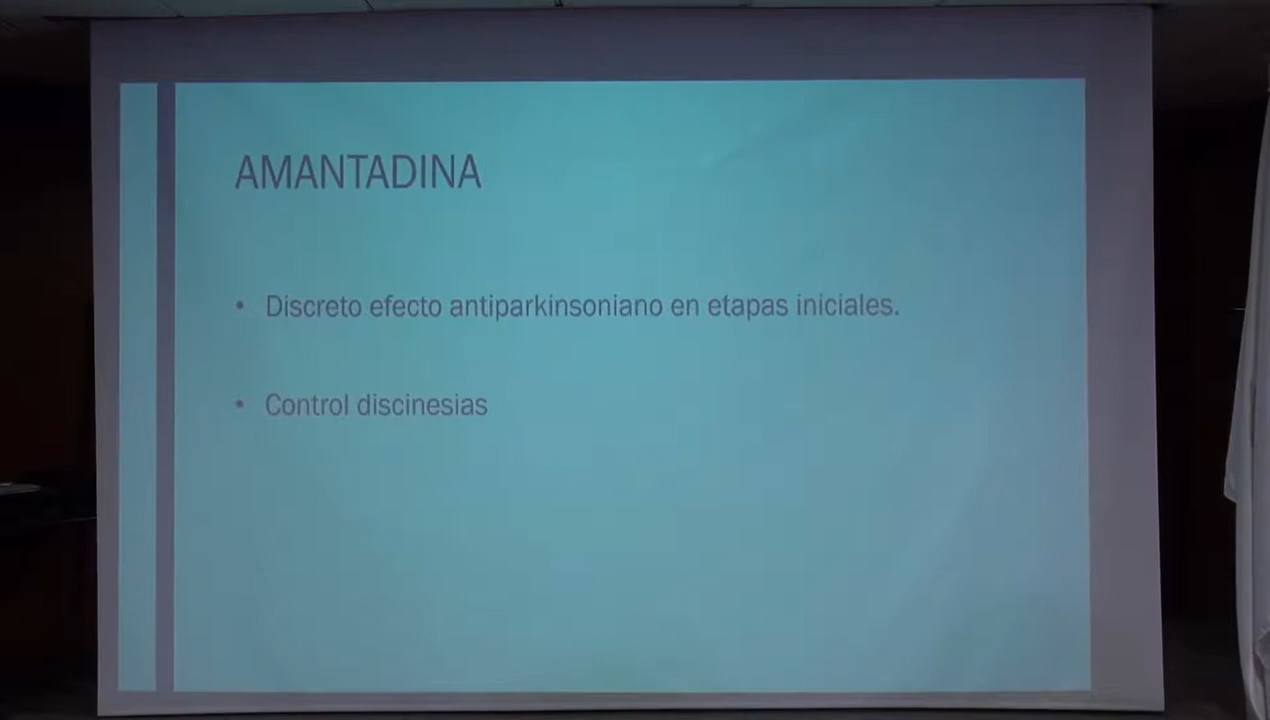 AMANTADINA
• Discreto efecto antiparkinsoniano en etapas iniciales.
• Control discinesias